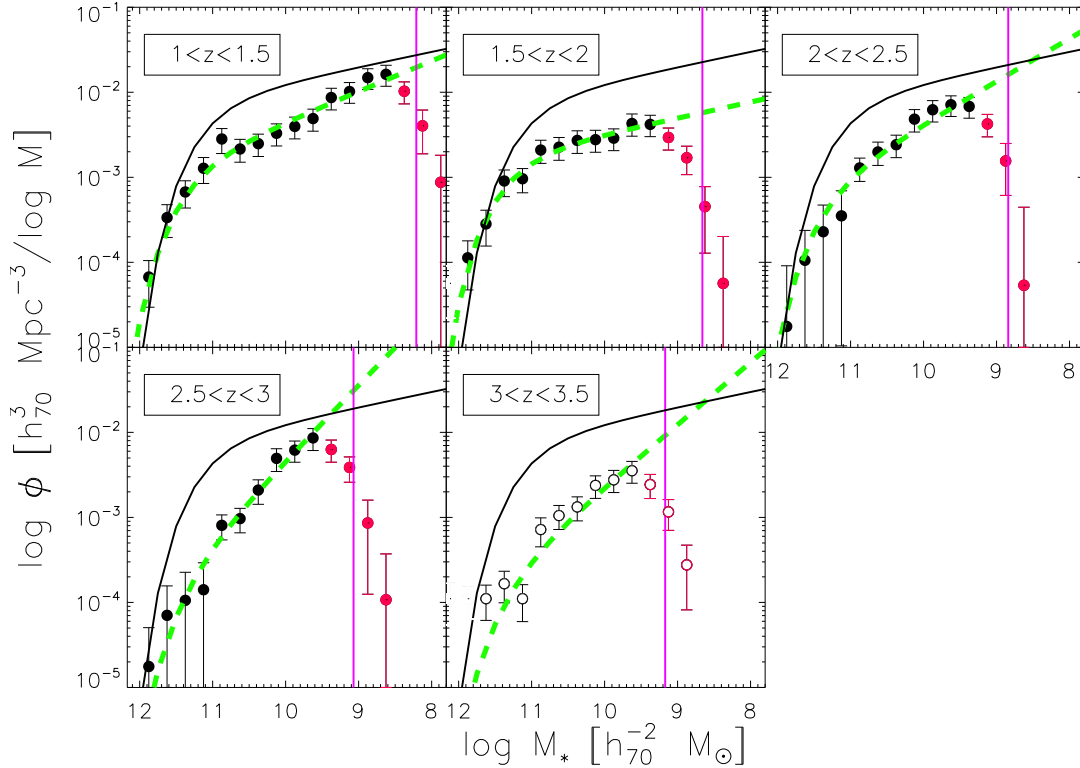 1<z<1.5
1.5<z<2
2<z<2.5
2.5<z<3
3<z<3.5
10⁻¹
10⁻²
10⁻³
10⁻⁴
10⁻⁵
10⁻¹
10⁻²
10⁻³
10⁻⁴
10⁻⁵
12 11 10 9 8
12 11 10 9 8
12 11 10 9 8
log ϕ [h³₇₀ Mpc⁻³/log M]
log M* [h⁻²₇₀ M⊙]